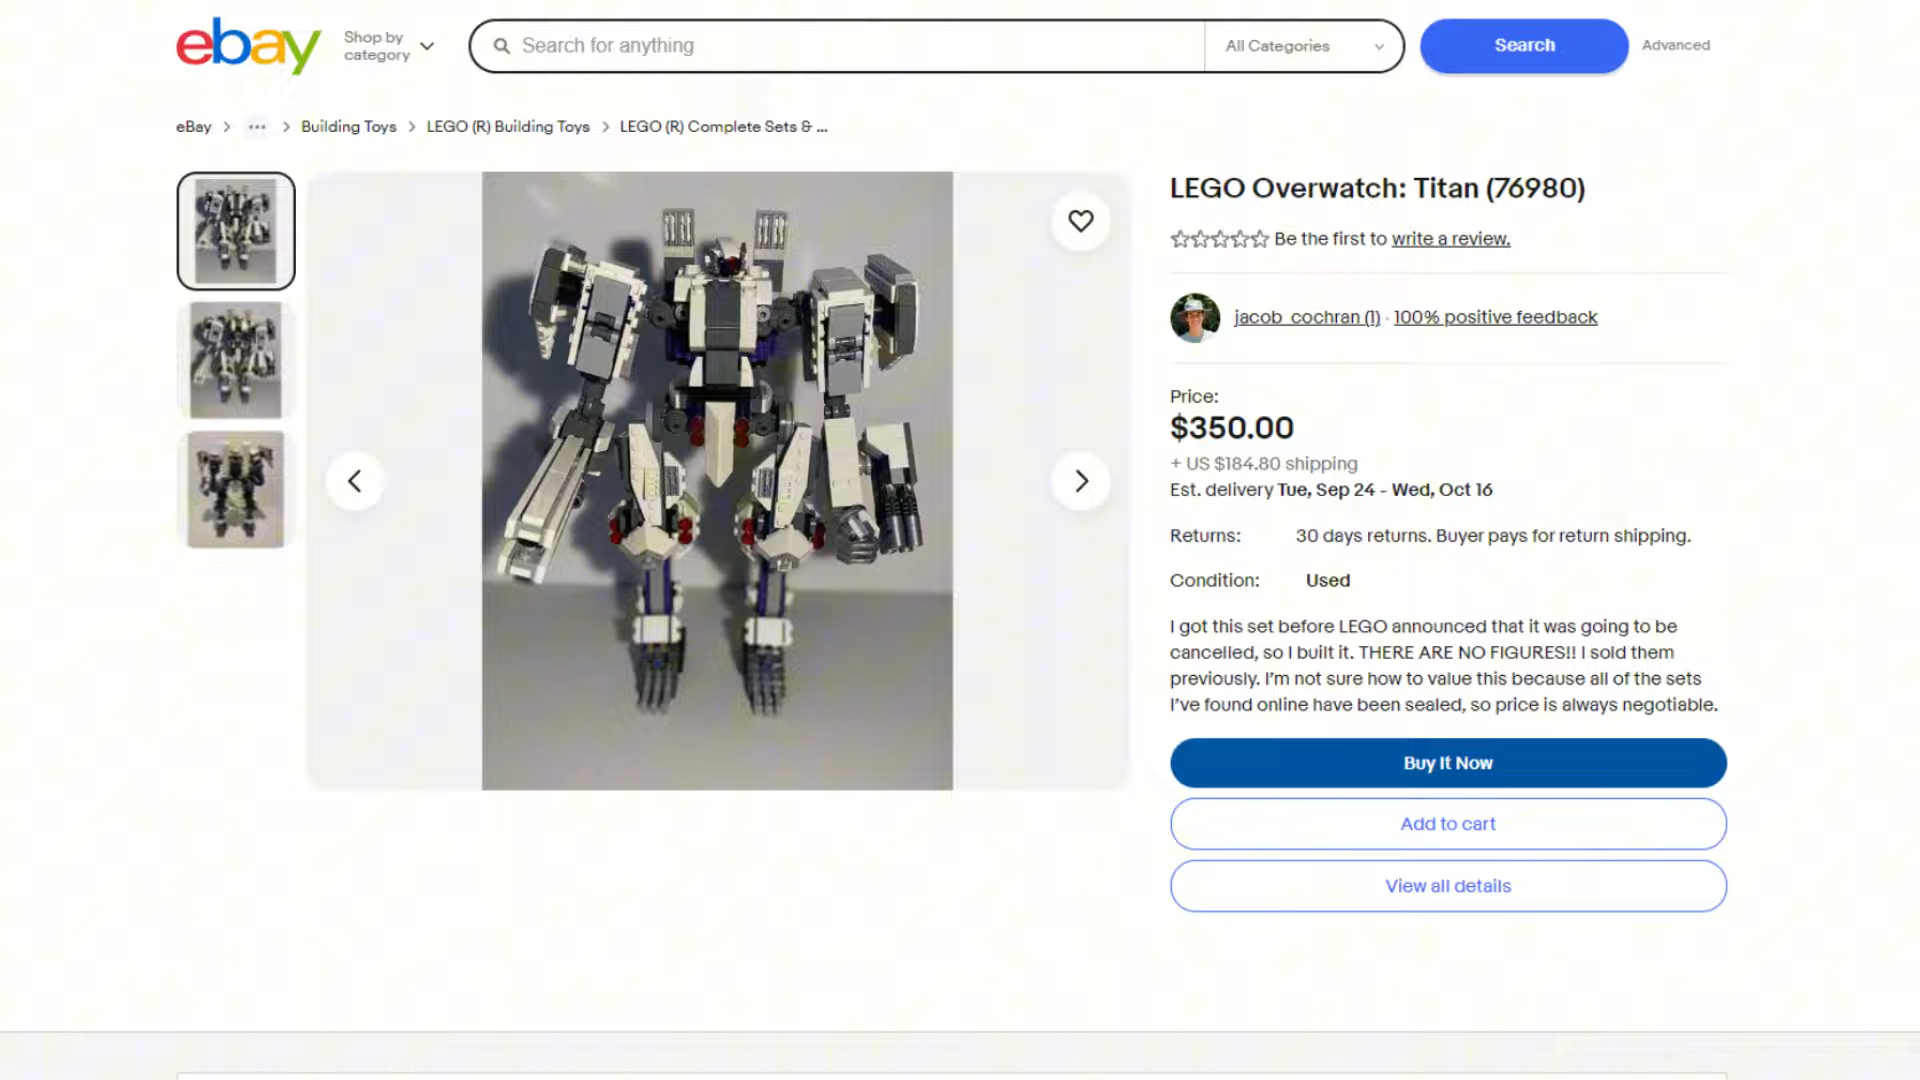 ebay
Shop by
category
Search for anything
All Categories
Search
Advanced
eBay
...
Building Toys
LEGO (R) Building Toys
LEGO (R) Complete Sets & ...
LEGO Overwatch: Titan (76980)
Be the first to write a review.
jacob_cochran (1) · 100% positive feedback
Price:
$350.00
+ US $184.80 shipping
Est. delivery Tue, Sep 24 - Wed, Oct 16
Returns: 30 days returns. Buyer pays for return shipping.
Condition: Used
I got this set before LEGO announced that it was going to be
cancelled, so I built it. THERE ARE NO FIGURES!! I sold them
previously. I'm not sure how to value this because all of the sets
I've found online have been sealed, so price is always negotiable.
Buy It Now
Add to cart
View all details